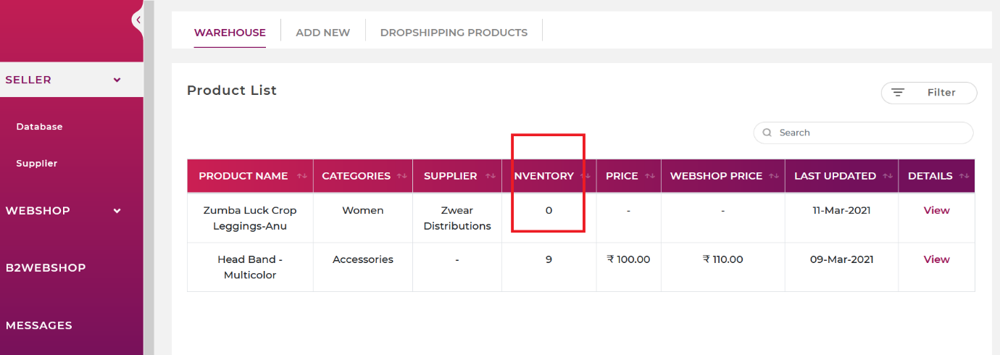 WAREHOUSE ADD NEW DROPSHIPPING PRODUCTS
SELLER
Product List
Filter
Database
Search
Supplier
PRODUCT NAME CATEGORIES SUPPLIER NVENTORY PRICE WEBSHOP PRICE LAST UPDATED DETAILS
WEBSHOP
Zumba Luck Crop Women Zwear 0 - - 11-Mar-2021 View
Leggings-Anu Distributions
Head Band - Accessories - 9 ₹ 100.00 ₹ 110.00 09-Mar-2021 View
Multicolor
B2WEBSHOP
MESSAGES